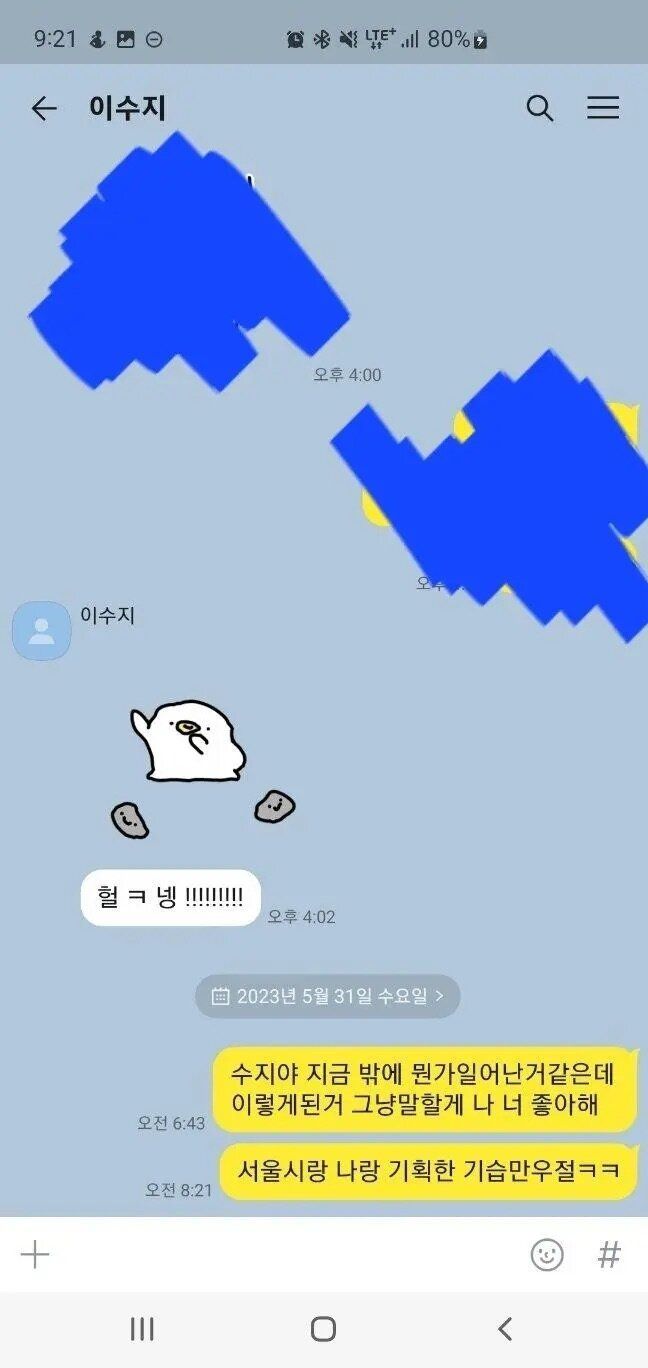 9:21 LTE+ 80%
이수지
오후 4:00
이수지
헐 ㅋ 넹 !!!!!!!!!
오후 4:02
2023년 5월 31일 수요일 >
수지야 지금 밖에 뭔가일어난거같은데
이렇게된거 그냥말할게 나 너 좋아해
오전 6:43
서울시랑 나랑 기획한 기습만우절ㅋㅋ
오전 8:21
#